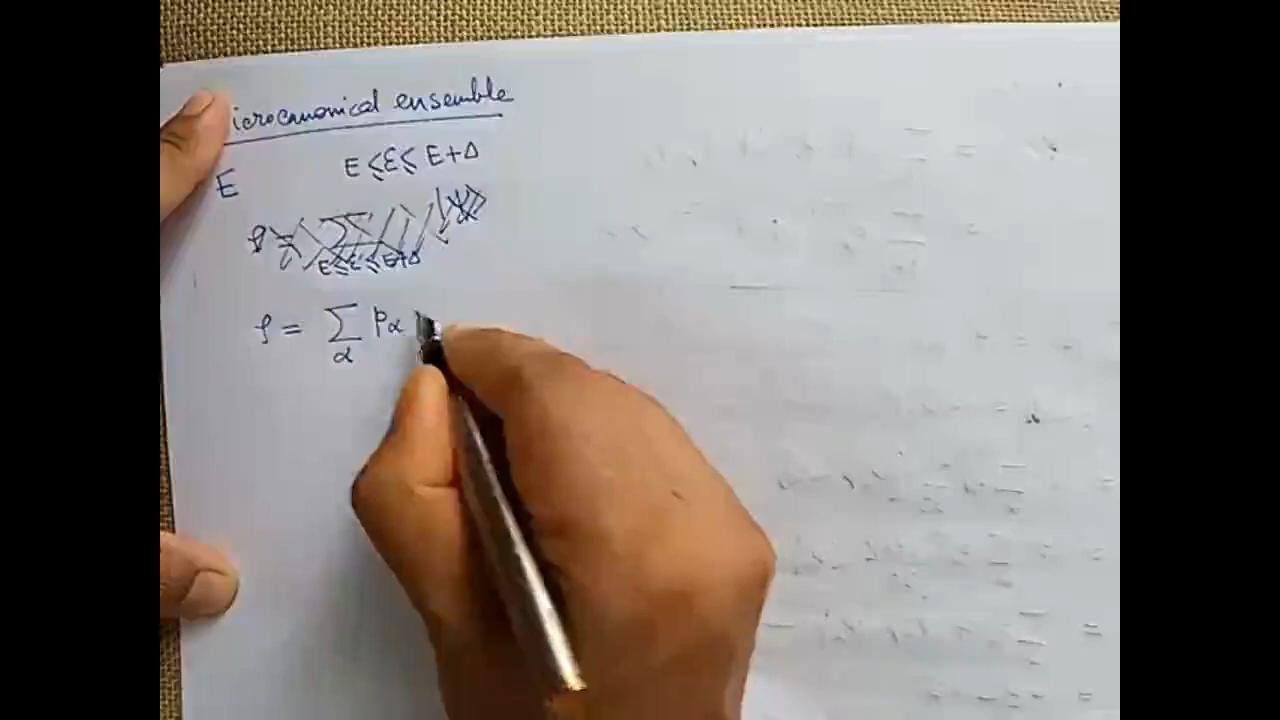 icrocanonical ensemble
E ≤ ε ≤ E+Δ
E
E ≤ ε ≤ E+Δ
ρ = ∑ pα
α